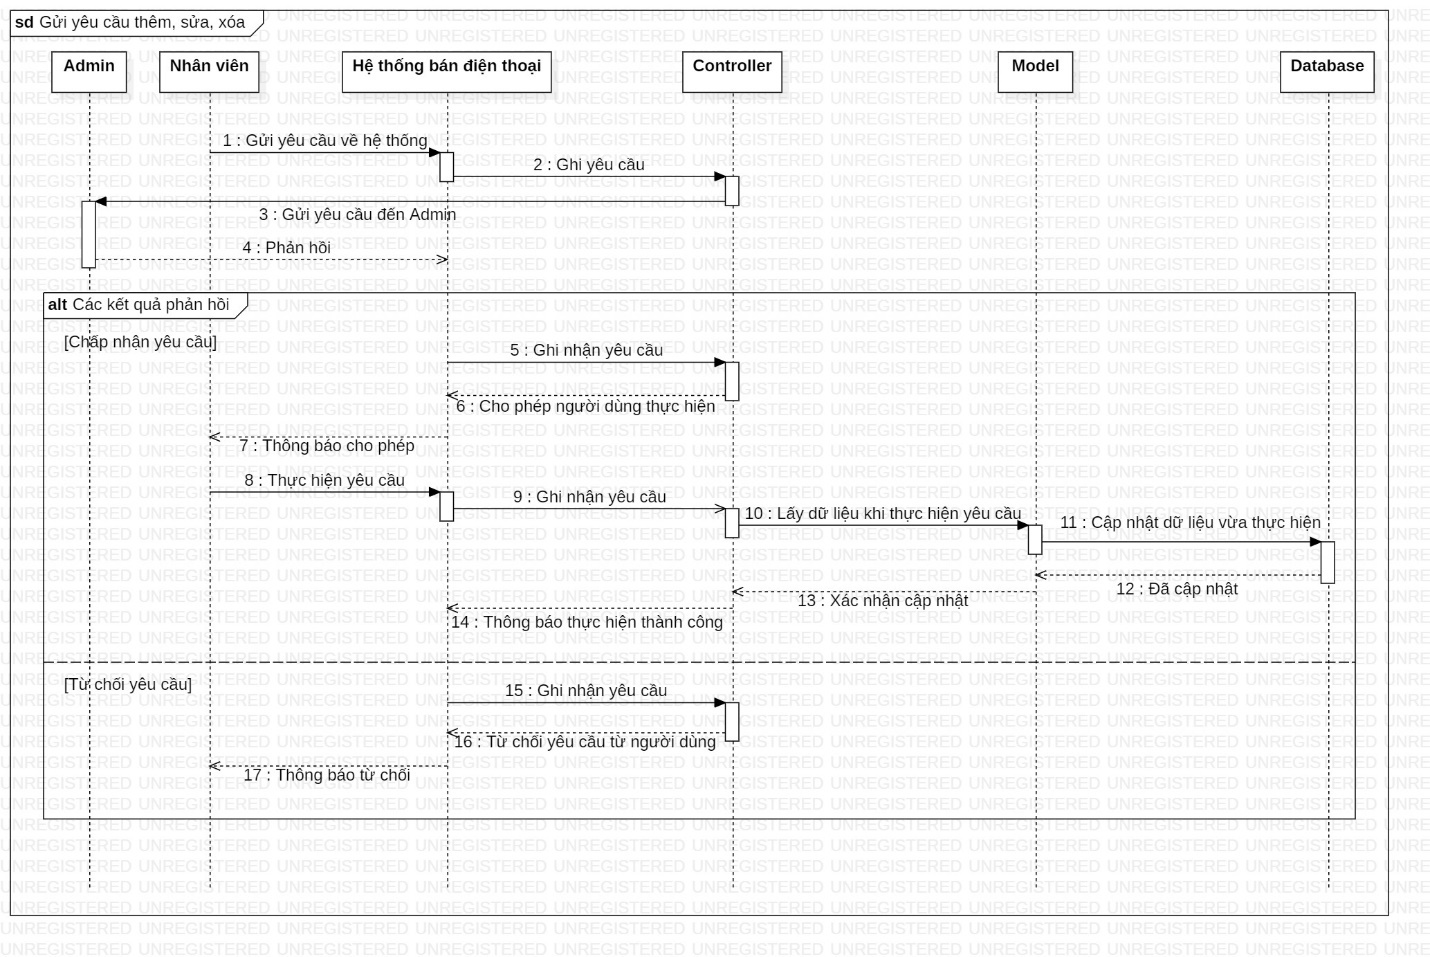 sd Gửi yêu cầu thêm, sửa, xóa
Admin
Nhân viên
Hệ thống bán điện thoại
Controller
Model
Database
1 : Gửi yêu cầu về hệ thống
2 : Ghi yêu cầu
3 : Gửi yêu cầu đến Admin
4 : Phản hồi
alt Các kết quả phản hồi
[Chấp nhận yêu cầu]
5 : Ghi nhận yêu cầu
6 : Cho phép người dùng thực hiện
7 : Thông báo cho phép
8 : Thực hiện yêu cầu
9 : Ghi nhận yêu cầu
10 : Lấy dữ liệu khi thực hiện yêu cầu
11 : Cập nhật dữ liệu vừa thực hiện
12 : Đã cập nhật
13 : Xác nhận cập nhật
14 : Thông báo thực hiện thành công
[Từ chối yêu cầu]
15 : Ghi nhận yêu cầu
16 : Từ chối yêu cầu từ người dùng
17 : Thông báo từ chối
UNREGISTERED